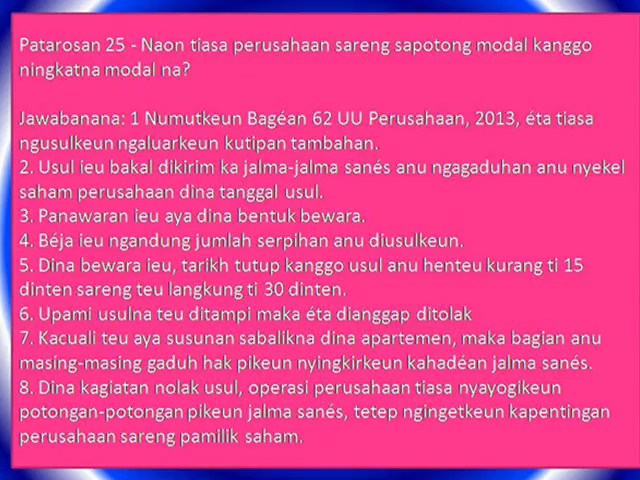 Patarosan 25 - Naon tiasa perusahaan sareng sapotong modal kanggo
ningkatna modal na?
Jawabanana: 1 Numutkeun Bagéan 62 UU Perusahaan, 2013, éta tiasa
ngusulkeun ngaluarkeun kutipan tambahan.
2. Usul ieu bakal dikirim ka jalma-jalma sanés anu ngagaduhan anu nyekel
saham perusahaan dina tanggal usul.
3. Panawaran ieu aya dina bentuk bewara.
4. Béja ieu ngandung jumlah serpihan anu diusulkeun.
5. Dina bewara ieu, tarikh tutup kanggo usul anu henteu kurang ti 15
dinten sareng teu langkung ti 30 dinten.
6. Upami usulna teu ditampi maka éta dianggap ditolak
7. Kacuali teu aya susunan sabalikna dina apartemen, maka bagian anu
masing-masing gaduh hak pikeun nyingkirkeun kahadéan jalma sanés.
8. Dina kagiatan nolak usul, operasi perusahaan tiasa nyayogikeun
potongan-potongan pikeun jalma sanés, tetep ngingetkeun kapentingan
perusahaan sareng pamilik saham.